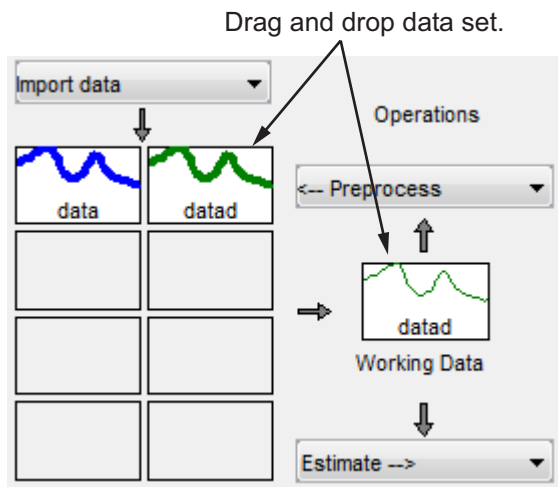 Drag and drop data set.
Import data
Operations
data
datad
<-- Preprocess
datad
Working Data
Estimate -->